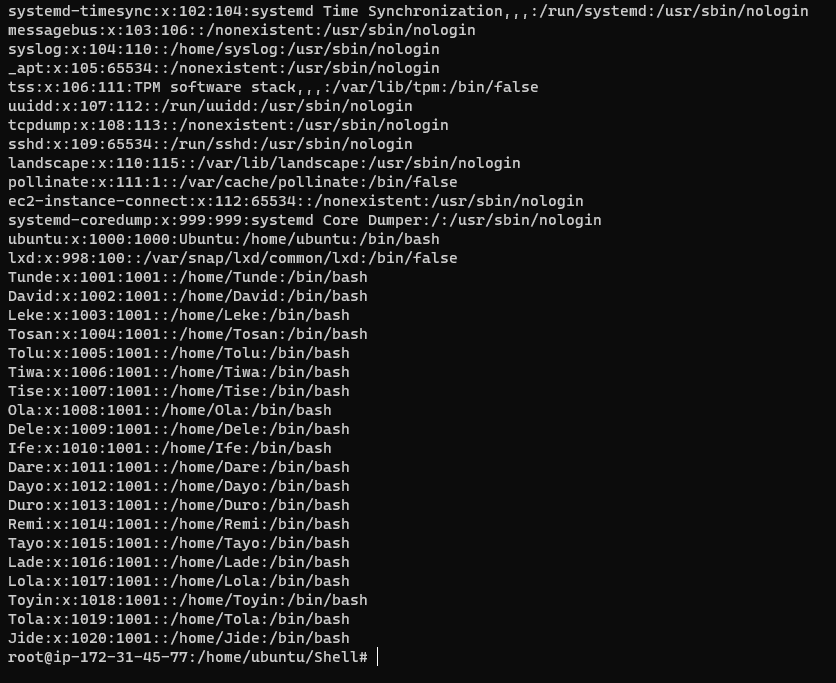 systemd-timesync:x:102:104:systemd Time Synchronization,,,:/run/systemd:/usr/sbin/nologin
messagebus:x:103:106::/nonexistent:/usr/sbin/nologin
syslog:x:104:110::/home/syslog:/usr/sbin/nologin
_apt:x:105:65534::/nonexistent:/usr/sbin/nologin
tss:x:106:111:TPM software stack,,,:/var/lib/tpm:/bin/false
uuidd:x:107:112::/run/uuidd:/usr/sbin/nologin
tcpdump:x:108:113::/nonexistent:/usr/sbin/nologin
sshd:x:109:65534::/run/sshd:/usr/sbin/nologin
landscape:x:110:115::/var/lib/landscape:/usr/sbin/nologin
pollinate:x:111:1::/var/cache/pollinate:/bin/false
ec2-instance-connect:x:112:65534::/nonexistent:/usr/sbin/nologin
systemd-coredump:x:999:999:systemd Core Dumper:/:/usr/sbin/nologin
ubuntu:x:1000:1000:Ubuntu:/home/ubuntu:/bin/bash
lxd:x:998:100::/var/snap/lxd/common/lxd:/bin/false
Tunde:x:1001:1001::/home/Tunde:/bin/bash
David:x:1002:1001::/home/David:/bin/bash
Leke:x:1003:1001::/home/Leke:/bin/bash
Tosan:x:1004:1001::/home/Tosan:/bin/bash
Tolu:x:1005:1001::/home/Tolu:/bin/bash
Tiwa:x:1006:1001::/home/Tiwa:/bin/bash
Tise:x:1007:1001::/home/Tise:/bin/bash
Ola:x:1008:1001::/home/Ola:/bin/bash
Dele:x:1009:1001::/home/Dele:/bin/bash
Ife:x:1010:1001::/home/Ife:/bin/bash
Dare:x:1011:1001::/home/Dare:/bin/bash
Dayo:x:1012:1001::/home/Dayo:/bin/bash
Duro:x:1013:1001::/home/Duro:/bin/bash
Remi:x:1014:1001::/home/Remi:/bin/bash
Tayo:x:1015:1001::/home/Tayo:/bin/bash
Lade:x:1016:1001::/home/Lade:/bin/bash
Lola:x:1017:1001::/home/Lola:/bin/bash
Toyin:x:1018:1001::/home/Toyin:/bin/bash
Tola:x:1019:1001::/home/Tola:/bin/bash
Jide:x:1020:1001::/home/Jide:/bin/bash
root@ip-172-31-45-77:/home/ubuntu/Shell#